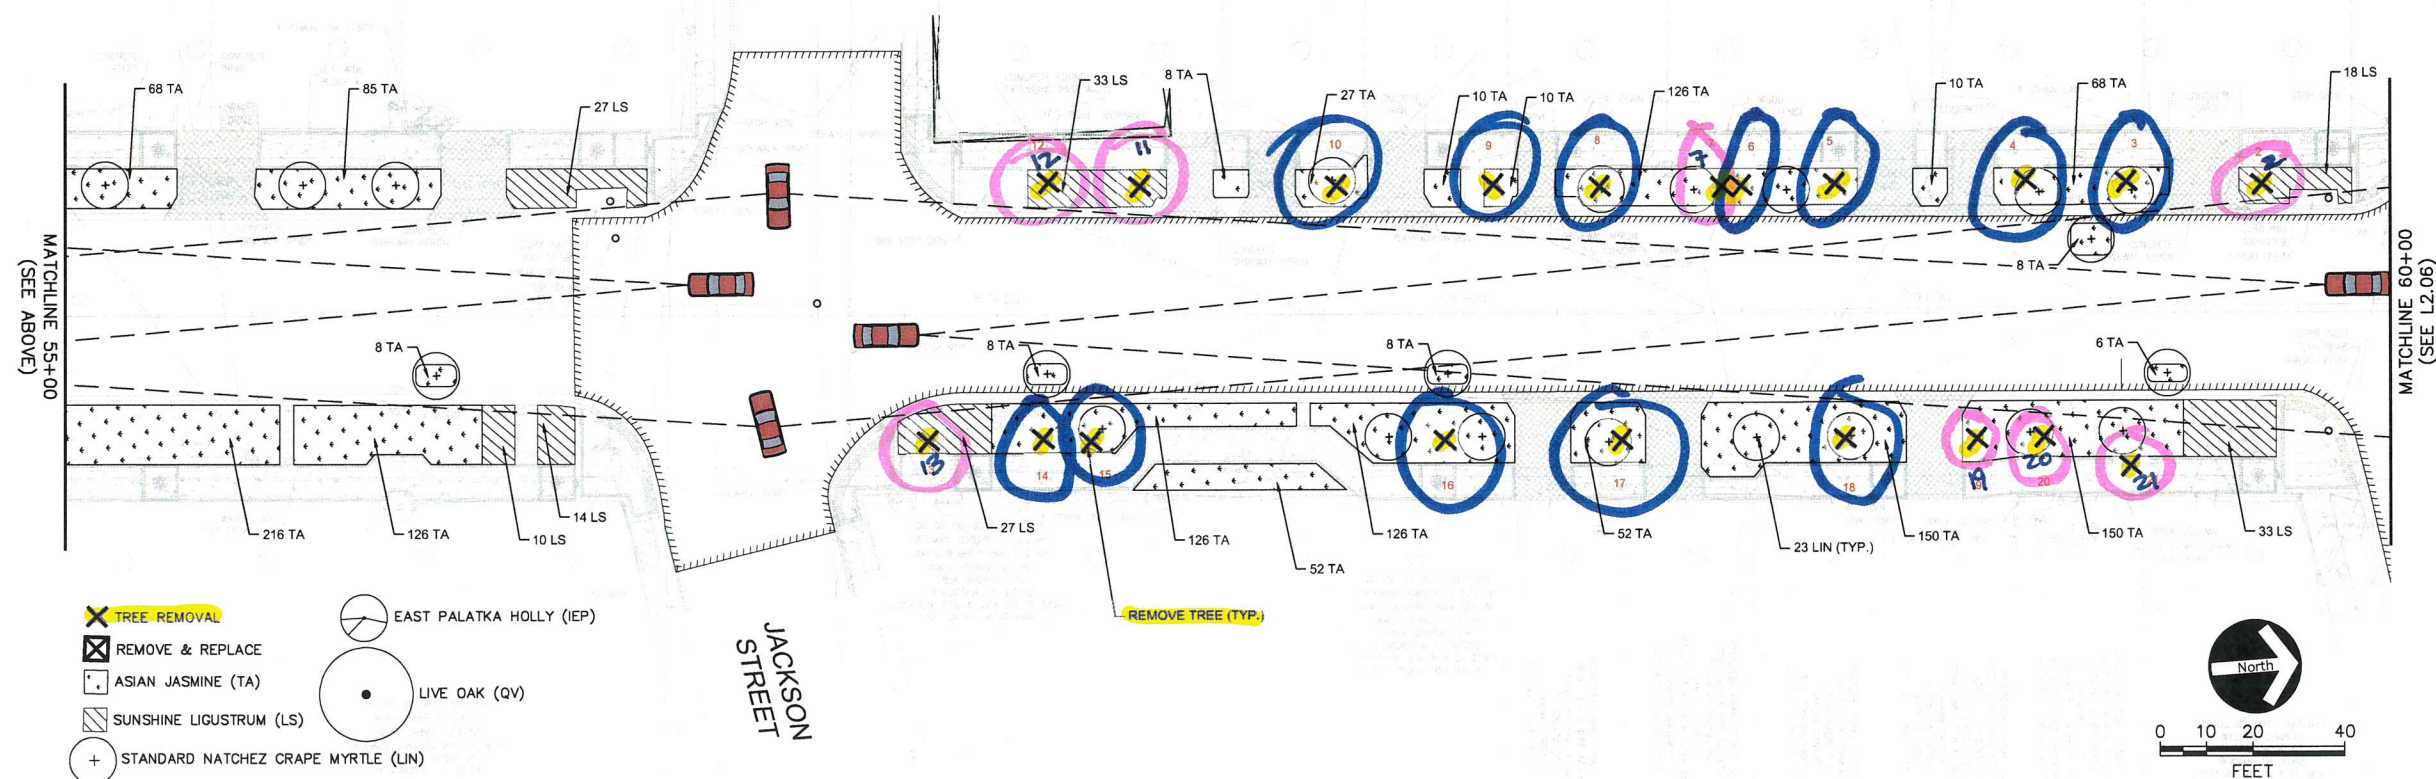 68 TA
85 TA
27 LS
33 LS
8 TA
27 TA
10 TA
10 TA
126 TA
10 TA
68 TA
18 LS
12
12
11
10
9
8
7
7
6
5
4
3
2
2
MATCHLINE 55+00
(SEE ABOVE)
MATCHLINE 60+00
(SEE L2.06)
8 TA
8 TA
8 TA
8 TA
6 TA
13
14
15
16
17
18
19
20
20
21
216 TA
126 TA
10 LS
14 LS
27 LS
126 TA
52 TA
126 TA
52 TA
23 LIN (TYP.)
150 TA
150 TA
33 LS
TREE REMOVAL
REMOVE & REPLACE
ASIAN JASMINE (TA)
SUNSHINE LIGUSTRUM (LS)
STANDARD NATCHEZ CRAPE MYRTLE (LIN)
EAST PALATKA HOLLY (IEP)
LIVE OAK (QV)
JACKSON
STREET
REMOVE TREE (TYP.)
North
0 10 20 40
FEET